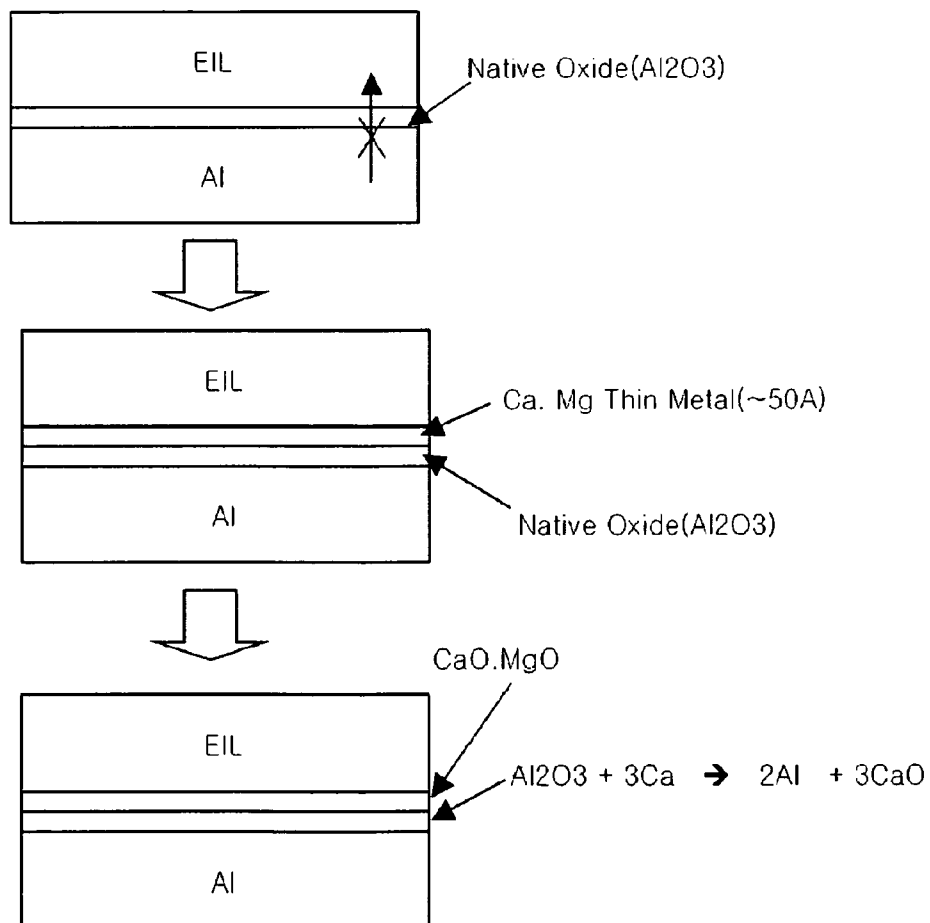 EIL
Native Oxide(Al2O3)
Al
EIL
Ca. Mg Thin Metal(~50A)
Al
Native Oxide(Al2O3)
CaO.MgO
EIL
Al2O3 + 3Ca → 2Al + 3CaO
Al